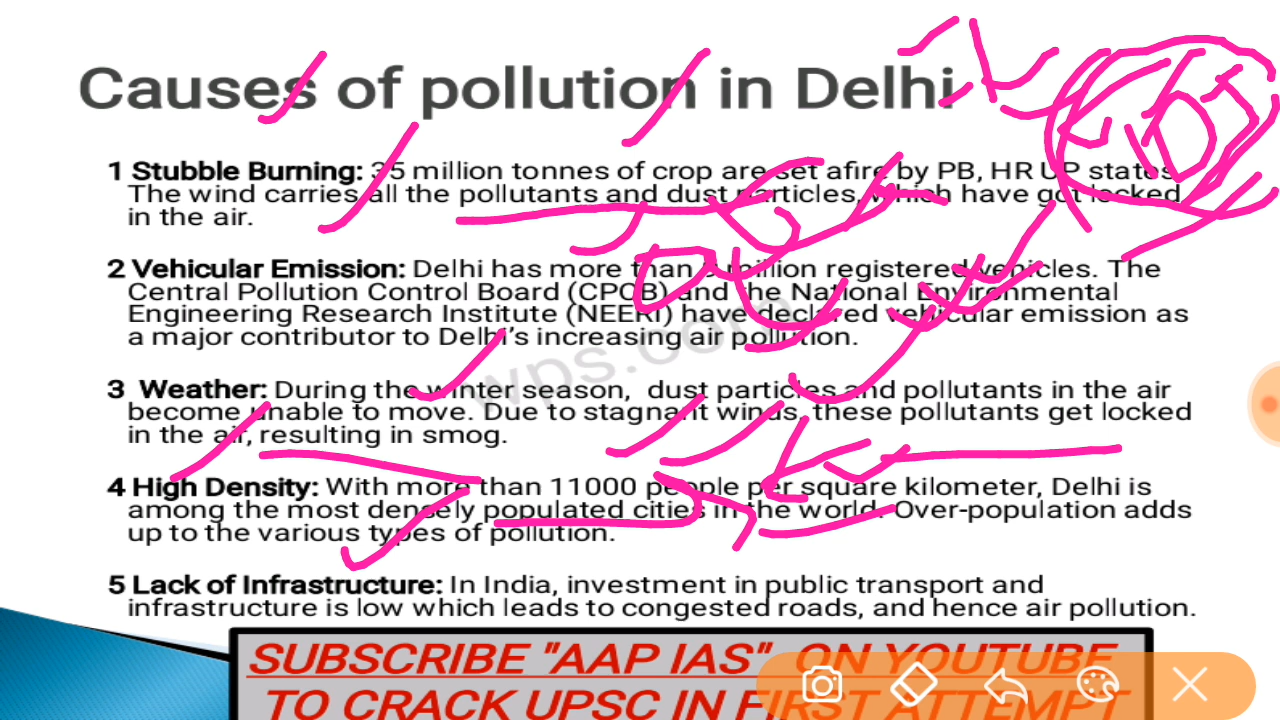 Causes of pollution in Delhi
1 Stubble Burning: 35 million tonnes of crop are set afire by PB, HR UP states.
The wind carries all the pollutants and dust particles, which have got locked
in the air.
2 Vehicular Emission: Delhi has more than million registered vehicles. The
Central Pollution Control Board (CPCB) and the National Environmental
Engineering Research Institute (NEERI) have declared vehicular emission as
a major contributor to Delhi's increasing air pollution.
3 Weather: During the winter season, dust particles and pollutants in the air
become unable to move. Due to stagnant winds, these pollutants get locked
in the air, resulting in smog.
4 High Density: With more than 11000 people per square kilometer, Delhi is
among the most densely populated cities in the world. Over-population adds
up to the various types of pollution.
5 Lack of Infrastructure: In India, investment in public transport and
infrastructure is low which leads to congested roads, and hence air pollution.
wps.com
SUBSCRIBE "AAP IAS" ON YOUTUBE
TO CRACK UPSC IN FIRST ATTEMPT